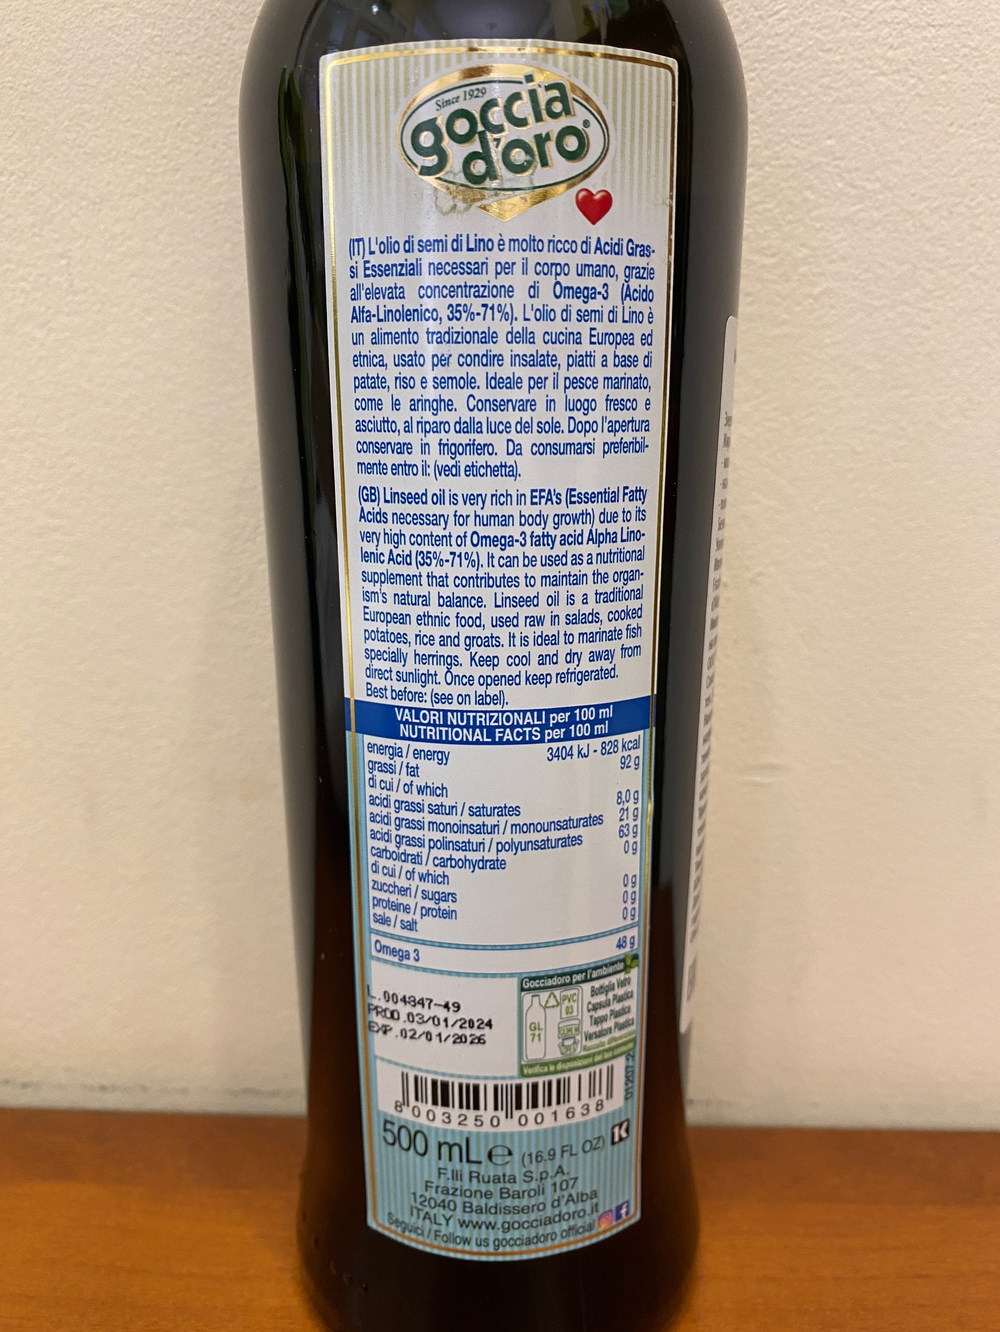 Since 1929
goccia
d'oro®
(IT) L'olio di semi di Lino è molto ricco di Acidi Gras-
si Essenziali necessari per il corpo umano, grazie
all'elevata concentrazione di Omega-3 (Acido
Alfa-Linolenico, 35%-71%). L'olio di semi di Lino è
un alimento tradizionale della cucina Europea ed
etnica, usato per condire insalate, piatti a base di
patate, riso e semole. Ideale per il pesce marinato,
come le aringhe. Conservare in luogo fresco e
asciutto, al riparo dalla luce del sole. Dopo l'apertura
conservare in frigorifero. Da consumarsi preferibil-
mente entro il: (vedi etichetta).
(GB) Linseed oil is very rich in EFA's (Essential Fatty
Acids necessary for human body growth) due to its
very high content of Omega-3 fatty acid Alpha Lino-
lenic Acid (35%-71%). It can be used as a nutritional
supplement that contributes to maintain the organ-
ism's natural balance. Linseed oil is a traditional
European ethnic food, used raw in salads, cooked
potatoes, rice and groats. It is ideal to marinate fish
specially herrings. Keep cool and dry away from
direct sunlight. Once opened keep refrigerated.
Best before: (see on label).
VALORI NUTRIZIONALI per 100 ml
NUTRITIONAL FACTS per 100 ml
energia / energy 3404 kJ - 828 kcal
grassi / fat 92 g
di cui / of which
acidi grassi saturi / saturates 8,0 g
acidi grassi monoinsaturi / monounsaturates 21 g
acidi grassi polinsaturi / polyunsaturates 63 g
carboidrati / carbohydrate 0 g
di cui / of which
zuccheri / sugars 0 g
proteine / protein 0 g
sale / salt 0 g
Omega 3 48 g
L.004847-49
PROD.03/01/2024
EXP.02/01/2026
Gocciadoro per l'ambiente
Bottiglia Vetro
Capsula Plastica
Tappo Plastica
Versatore Plastica
Raccolta differenziata
GL
71
PVC
03
Verifica le disposizioni del tuo comune
8 003250 001638
500 mL e (16.9 FL OZ)
F.lli Ruata S.p.A.
Frazione Baroli 107
12040 Baldissero d'Alba
ITALY www.gocciadoro.it
Seguici / Follow us gocciadoro official